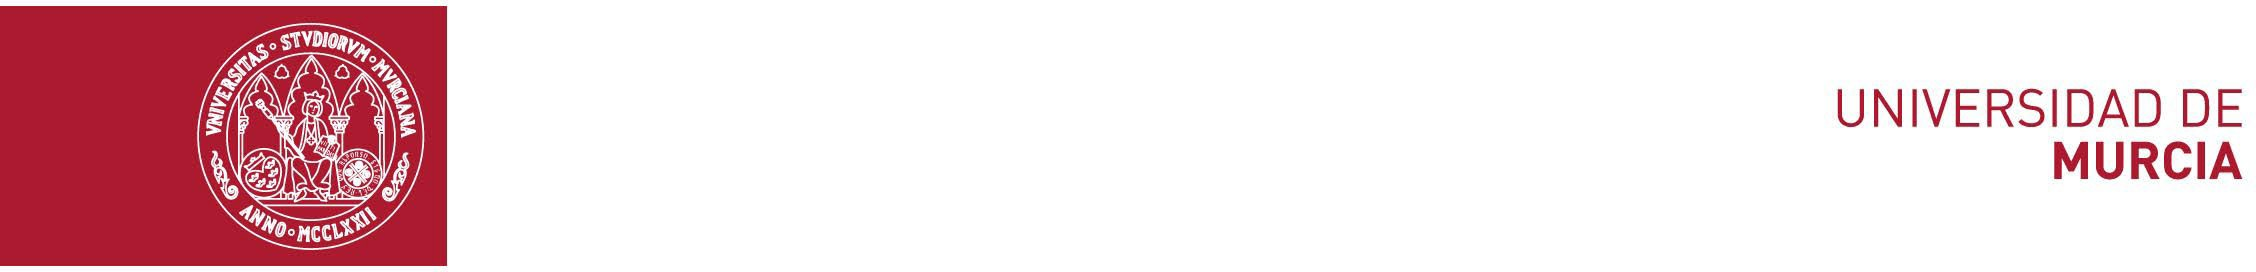 VNIVERSITAS · STVDIORVM · MVRCIANA
ANNO · MCCLXXII
UNIVERSIDAD DE
MURCIA